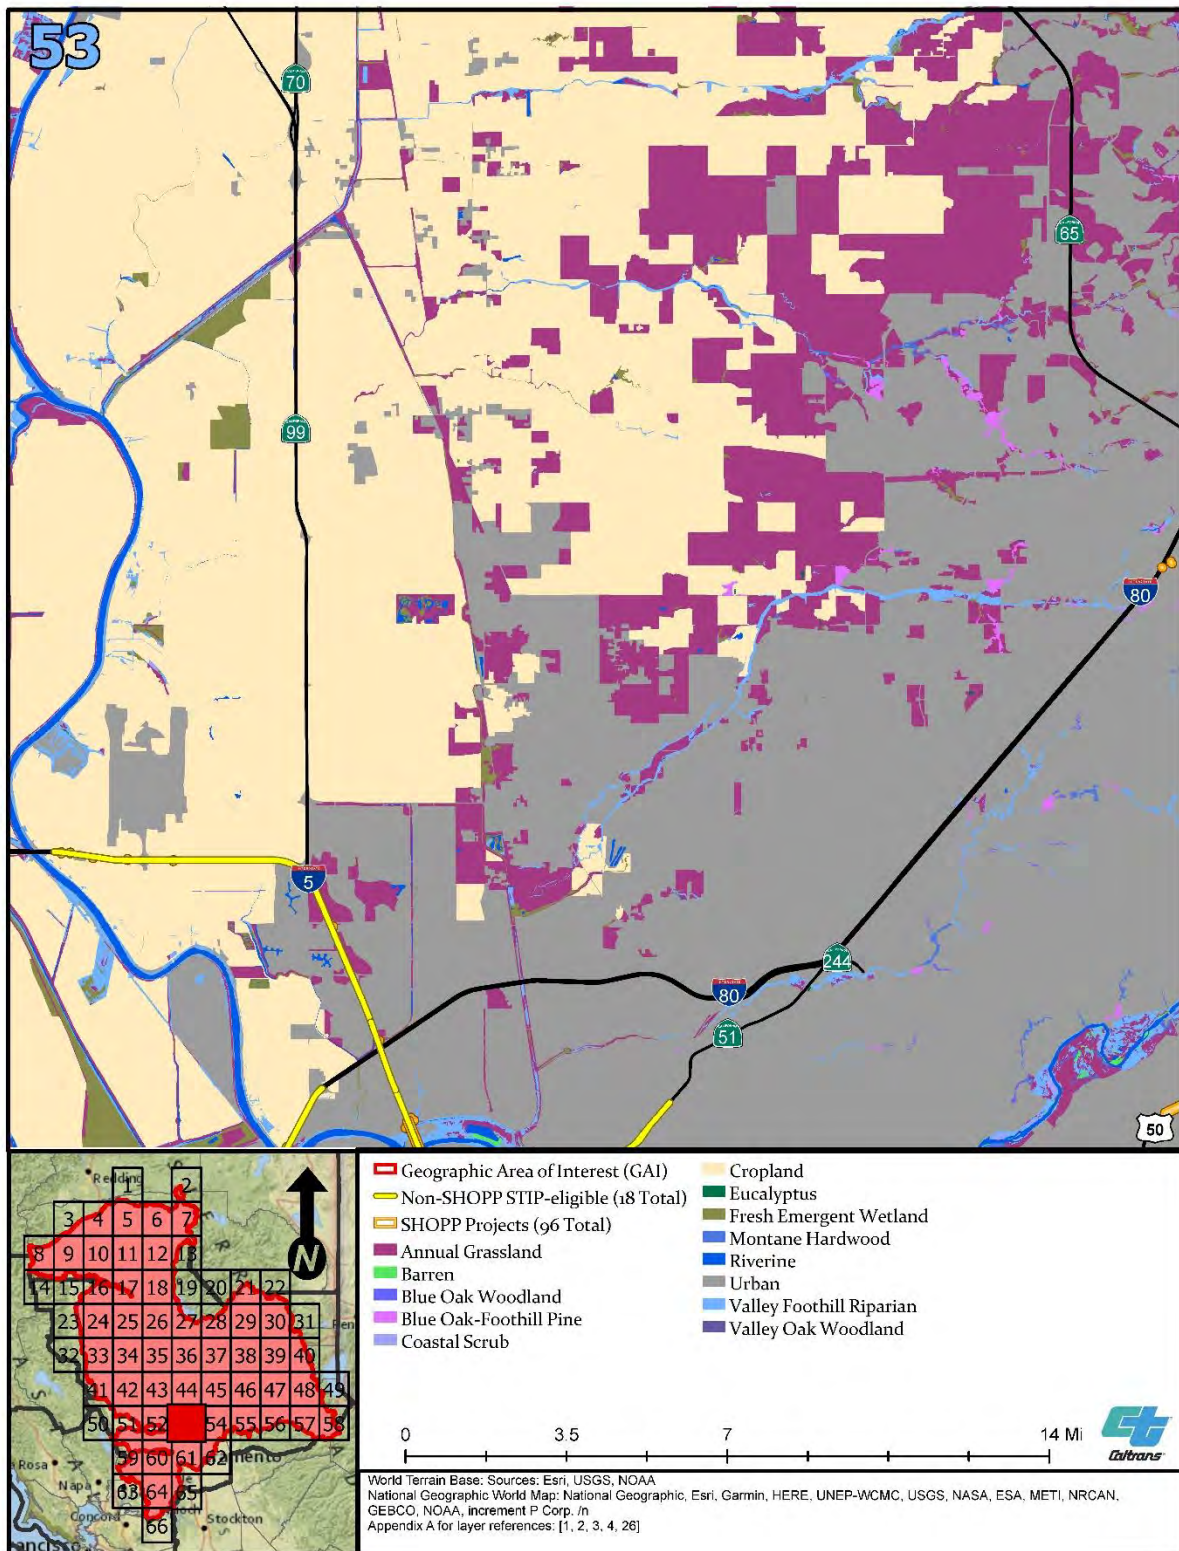 53
70
65
99
80
5
244
80
51
50
Redding
1 2
3 4 5 6 7
8 9 10 11 12 13
14 15 16 17 18 19 20 21 22
23 24 25 26 27 28 29 30 31
32 33 34 35 36 37 38 39 40
41 42 43 44 45 46 47 48 49
50 51 52 54 55 56 57 58
59 60 61 62 mento
a Rosa
Napa 63 64 65
Concord 66 Stockton
ancisco
N
Geographic Area of Interest (GAI)
Non-SHOPP STIP-eligible (18 Total)
SHOPP Projects (96 Total)
Annual Grassland
Barren
Blue Oak Woodland
Blue Oak-Foothill Pine
Coastal Scrub
Cropland
Eucalyptus
Fresh Emergent Wetland
Montane Hardwood
Riverine
Urban
Valley Foothill Riparian
Valley Oak Woodland
0 3.5 7 14 Mi
ct
Caltrans
World Terrain Base: Sources: Esri, USGS, NOAA
National Geographic World Map: National Geographic, Esri, Garmin, HERE, UNEP-WCMC, USGS, NASA, ESA, METI, NRCAN,
GEBCO, NOAA, increment P Corp. /n
Appendix A for layer references: [1, 2, 3, 4, 26]